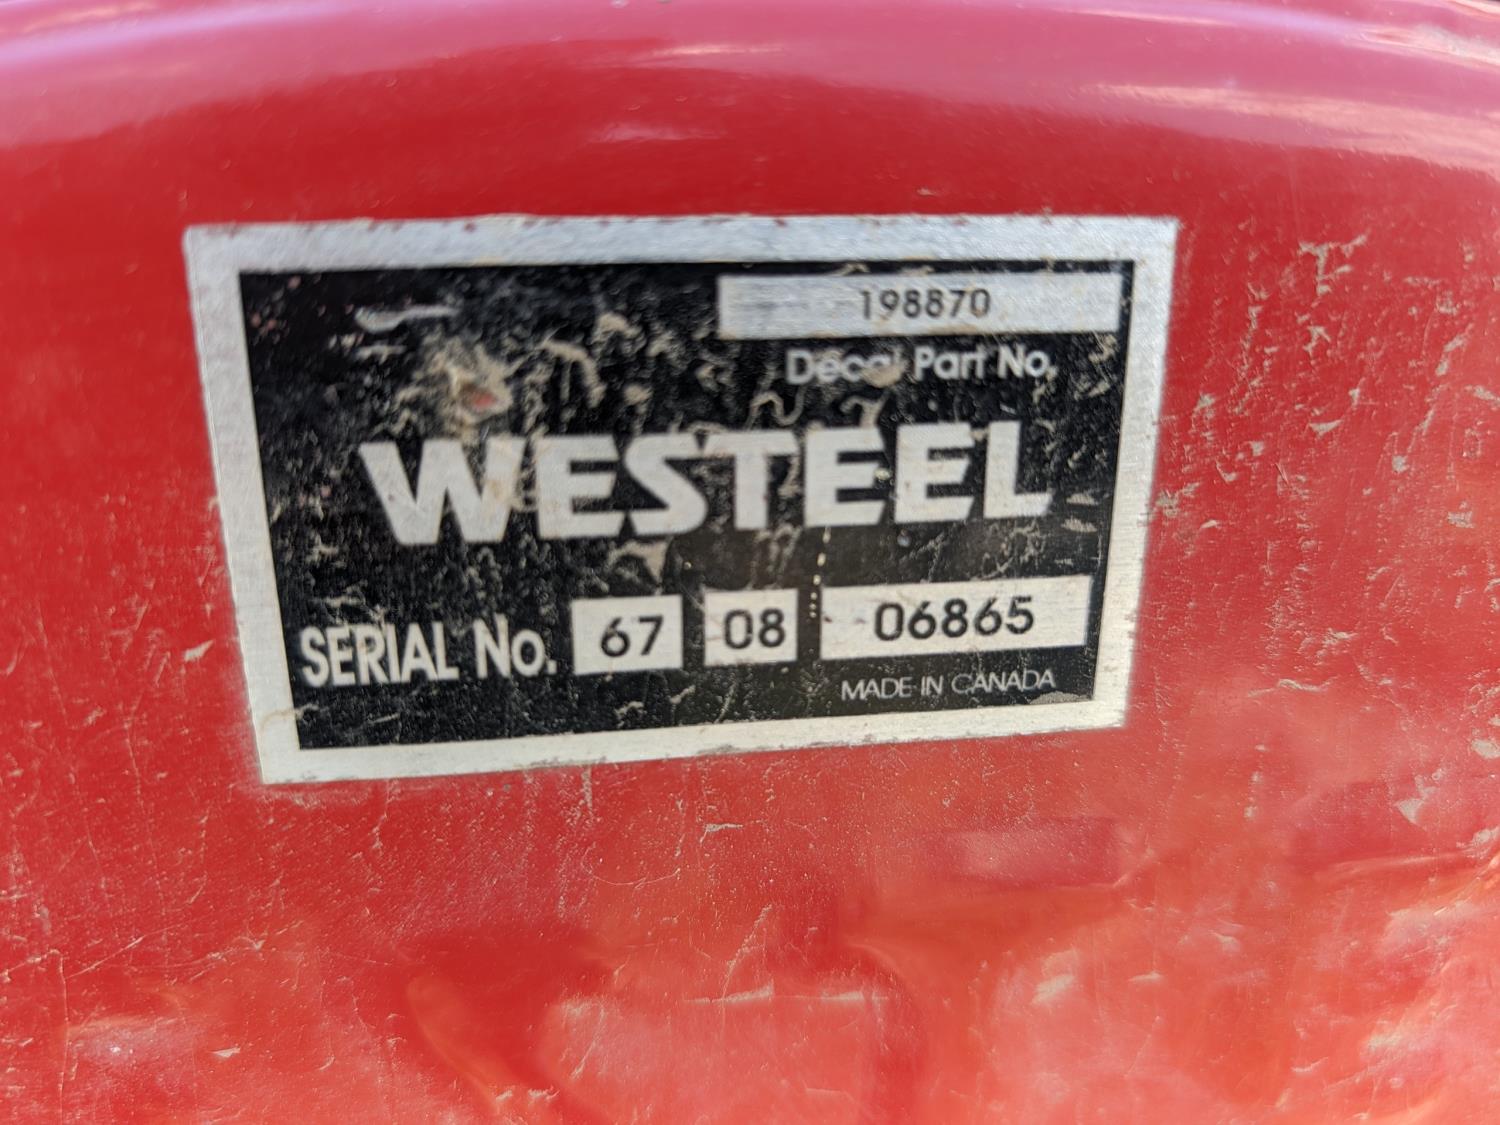 198870
Decal Part No.
WESTEEL
SERIAL No. 67 08 06865
MADE IN CANADA